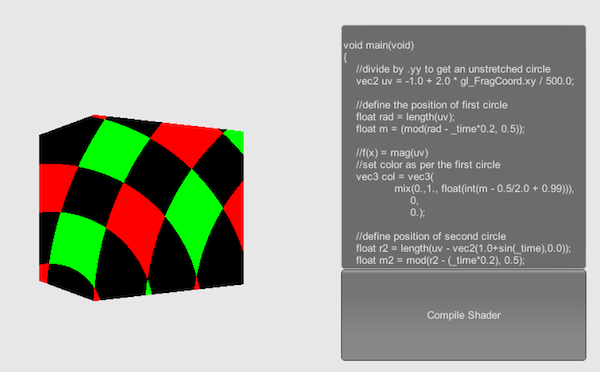 void main(void)
{
//divide by .yy to get an unstretched circle
vec2 uv = -1.0 + 2.0 * gl_FragCoord.xy / 500.0;
//define the position of first circle
float rad = length(uv);
float m = (mod(rad - _time*0.2, 0.5));
//f(x) = mag(uv)
//set color as per the first circle
vec3 col = vec3(
mix(0.,1., float(int(m - 0.5/2.0 + 0.99))),
0,
0.);
//define position of second circle
float r2 = length(uv - vec2(1.0+sin(_time),0.0));
float m2 = mod(r2 - (_time*0.2), 0.5);
Compile Shader